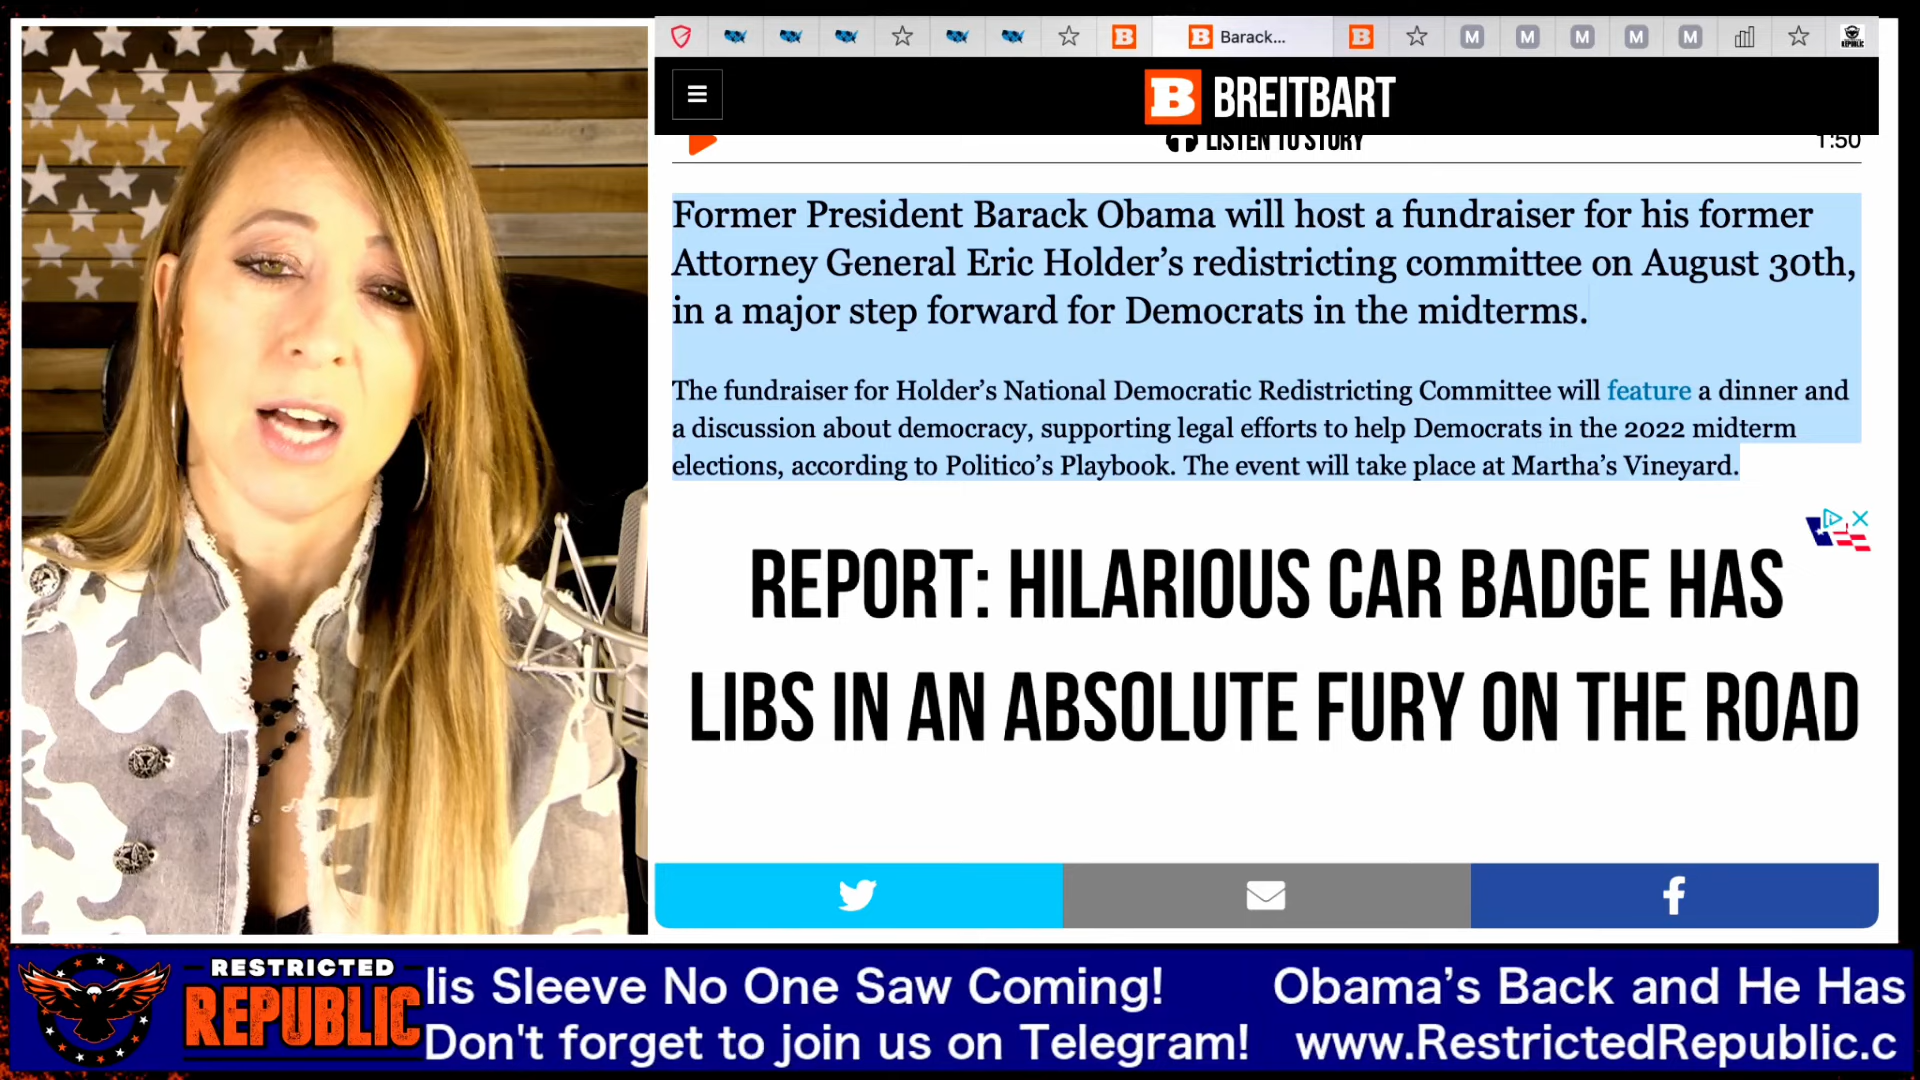 Barack...
B BREITBART
LISTEN TO STORY
1:50
Former President Barack Obama will host a fundraiser for his former
Attorney General Eric Holder’s redistricting committee on August 30th,
in a major step forward for Democrats in the midterms.
The fundraiser for Holder’s National Democratic Redistricting Committee will feature a dinner and
a discussion about democracy, supporting legal efforts to help Democrats in the 2022 midterm
elections, according to Politico’s Playbook. The event will take place at Martha’s Vineyard.
REPORT: HILARIOUS CAR BADGE HAS
LIBS IN AN ABSOLUTE FURY ON THE ROAD
RESTRICTED
REPUBLIC
lis Sleeve No One Saw Coming! Obama’s Back and He Has
Don't forget to join us on Telegram! www.RestrictedRepublic.c